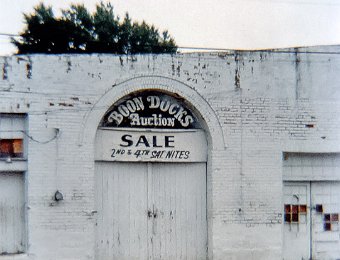 BOON DOCKS
AUCTION
SALE
2ND & 4TH SAT. NITES